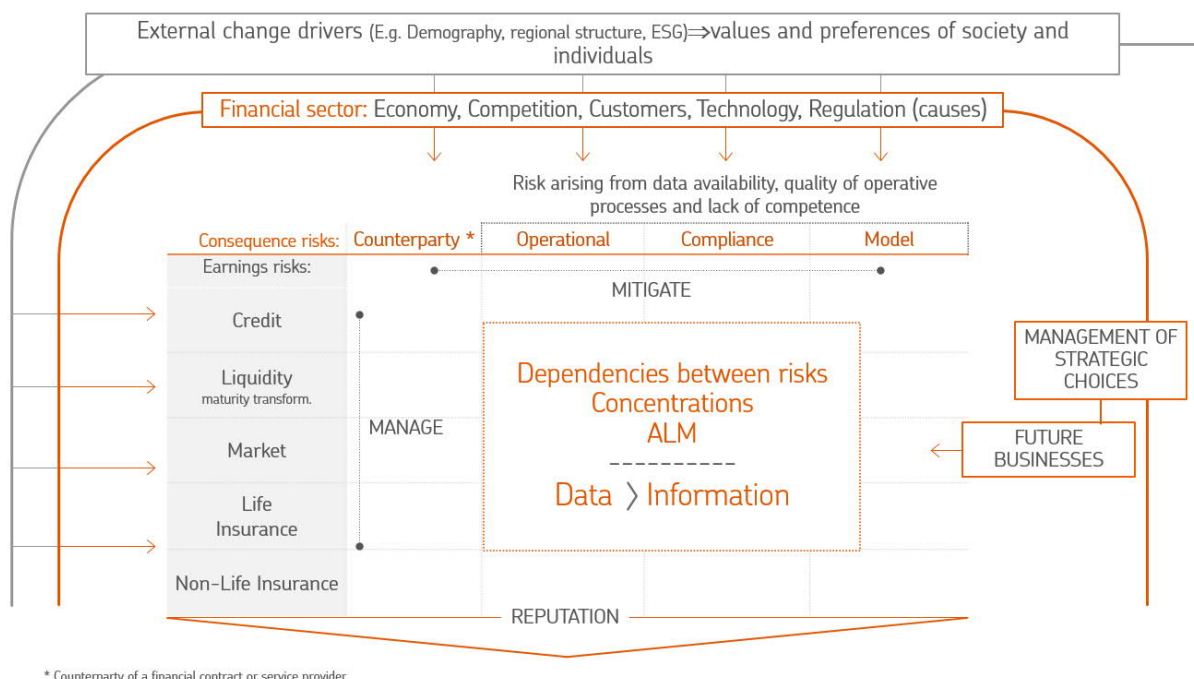 External change drivers (E.g. Demography, regional structure, ESG)⇒values and preferences of society and
individuals
Financial sector: Economy, Competition, Customers, Technology, Regulation (causes)
Risk arising from data availability, quality of operative
processes and lack of competence
Consequence risks: Counterparty * Operational Compliance Model
Earnings risks:
MITIGATE
Credit
Liquidity
maturity transform.
Market
Life
Insurance
Non-Life Insurance
MANAGE
Dependencies between risks
Concentrations
ALM
Data > Information
MANAGEMENT OF
STRATEGIC
CHOICES
FUTURE
BUSINESSES
REPUTATION
* Counterparty of a financial contract or service provider